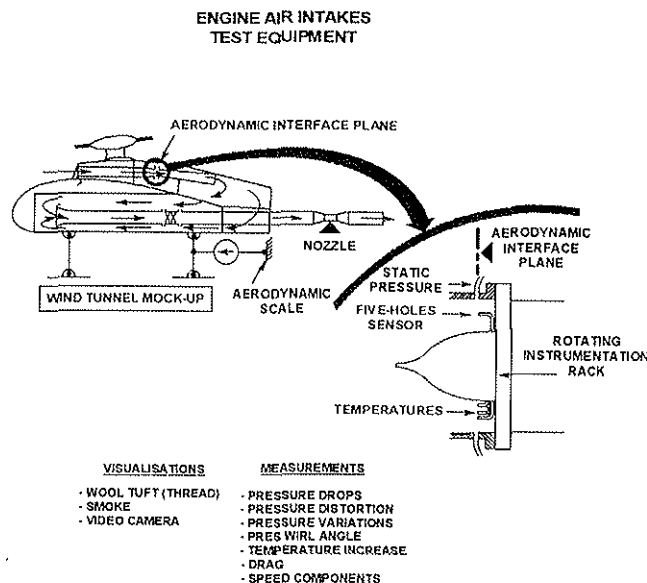 ENGINE AIR INTAKES
TEST EQUIPMENT
AERODYNAMIC INTERFACE PLANE
NOZZLE
AERODYNAMIC
SCALE
WIND TUNNEL MOCK-UP
AERODYNAMIC
INTERFACE
PLANE
STATIC
PRESSURE
FIVE-HOLES
SENSOR
ROTATING
INSTRUMENTATION
RACK
TEMPERATURES
VISUALISATIONS
- WOOL TUFT (THREAD)
- SMOKE
- VIDEO CAMERA
MEASUREMENTS
- PRESSURE DROPS
- PRESSURE DISTORTION
- PRESSURE VARIATIONS
- PRES WIRL ANGLE
- TEMPERATURE INCREASE
- DRAG
- SPEED COMPONENTS